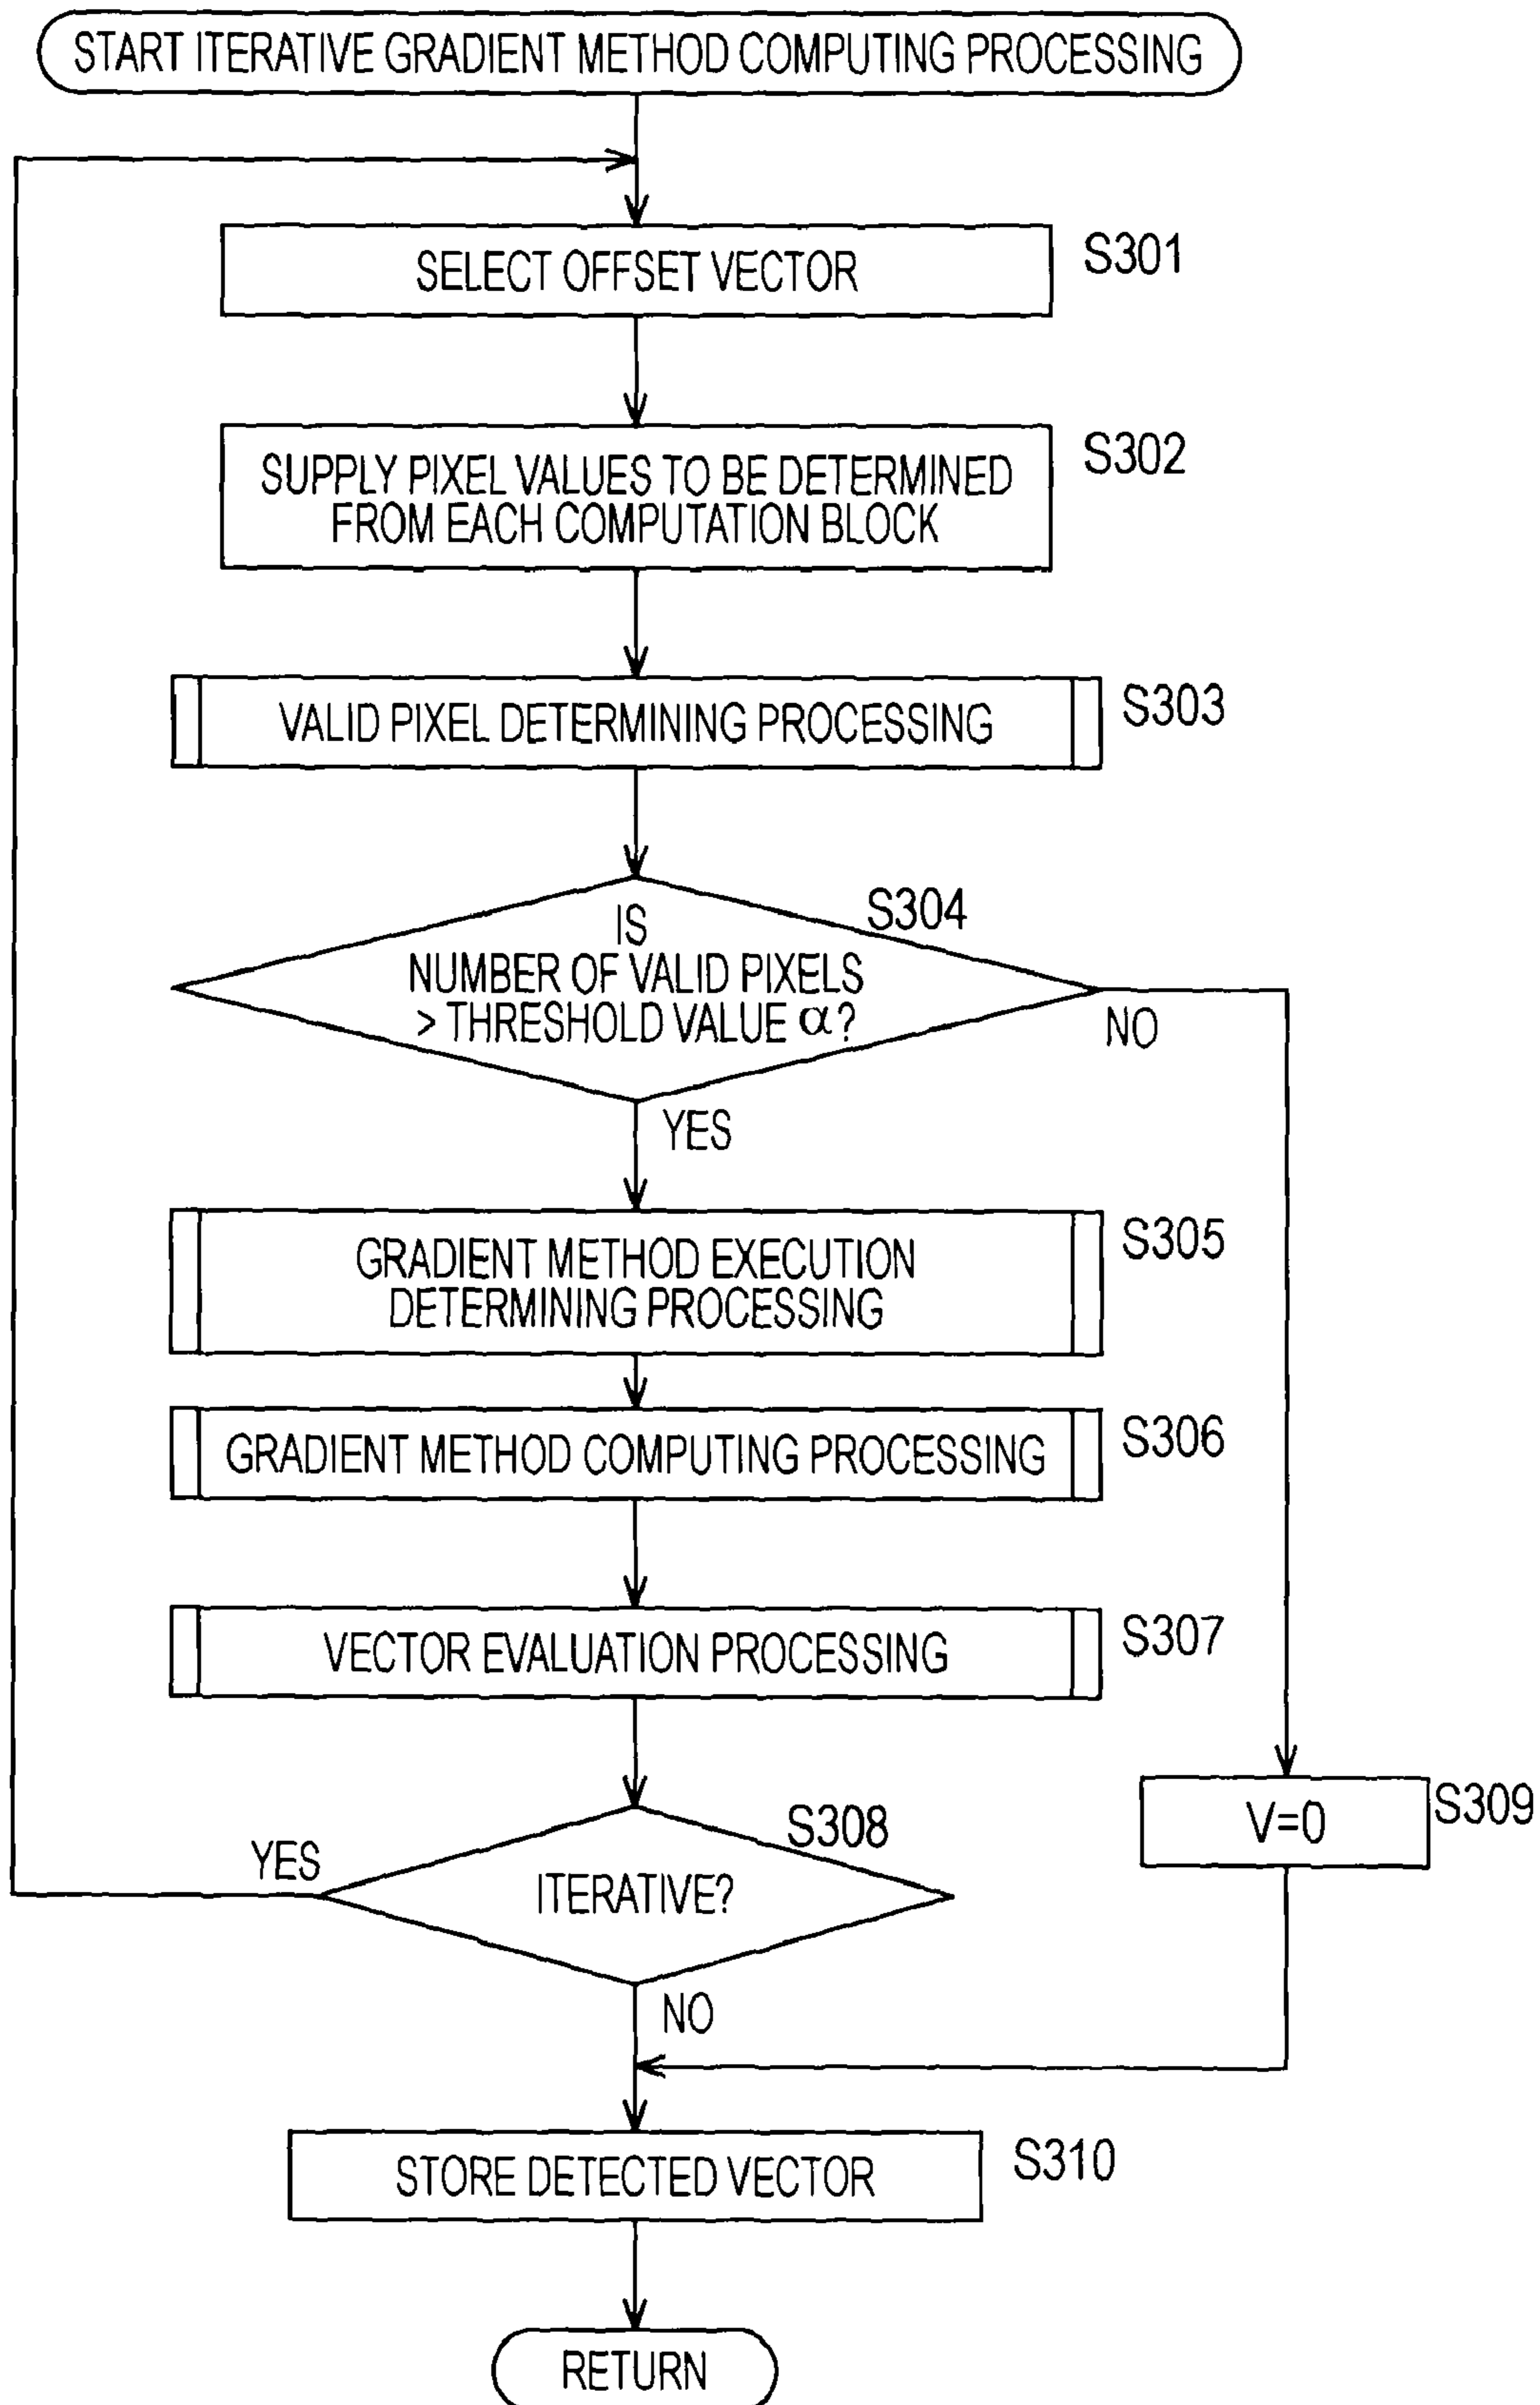 START ITERATIVE GRADIENT METHOD COMPUTING PROCESSING
SELECT OFFSET VECTOR
S301
SUPPLY PIXEL VALUES TO BE DETERMINED
FROM EACH COMPUTATION BLOCK
S302
VALID PIXEL DETERMINING PROCESSING
S303
S304
IS
NUMBER OF VALID PIXELS
> THRESHOLD VALUE α?
NO
YES
GRADIENT METHOD EXECUTION
DETERMINING PROCESSING
S305
GRADIENT METHOD COMPUTING PROCESSING
S306
VECTOR EVALUATION PROCESSING
S307
V=0
S309
S308
YES
ITERATIVE?
NO
STORE DETECTED VECTOR
S310
RETURN